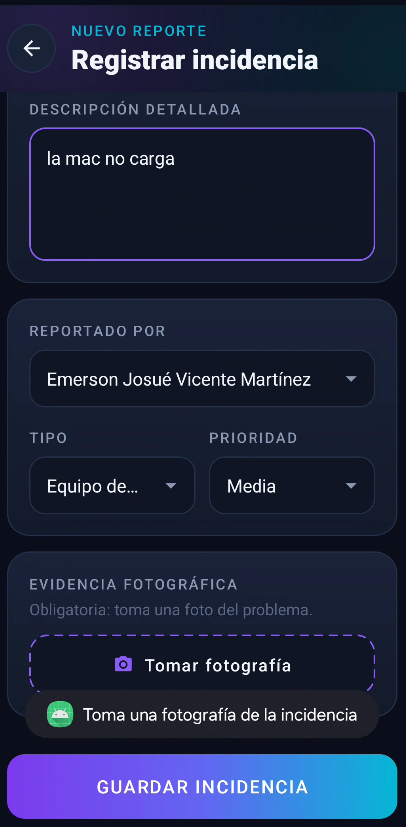 NUEVO REPORTE
Registrar incidencia
DESCRIPCIÓN DETALLADA
la mac no carga
REPORTADO POR
Emerson Josué Vicente Martínez
TIPO
PRIORIDAD
Equipo de...
Media
EVIDENCIA FOTOGRÁFICA
Obligatoria: toma una foto del problema.
Tomar fotografía
Toma una fotografía de la incidencia
GUARDAR INCIDENCIA